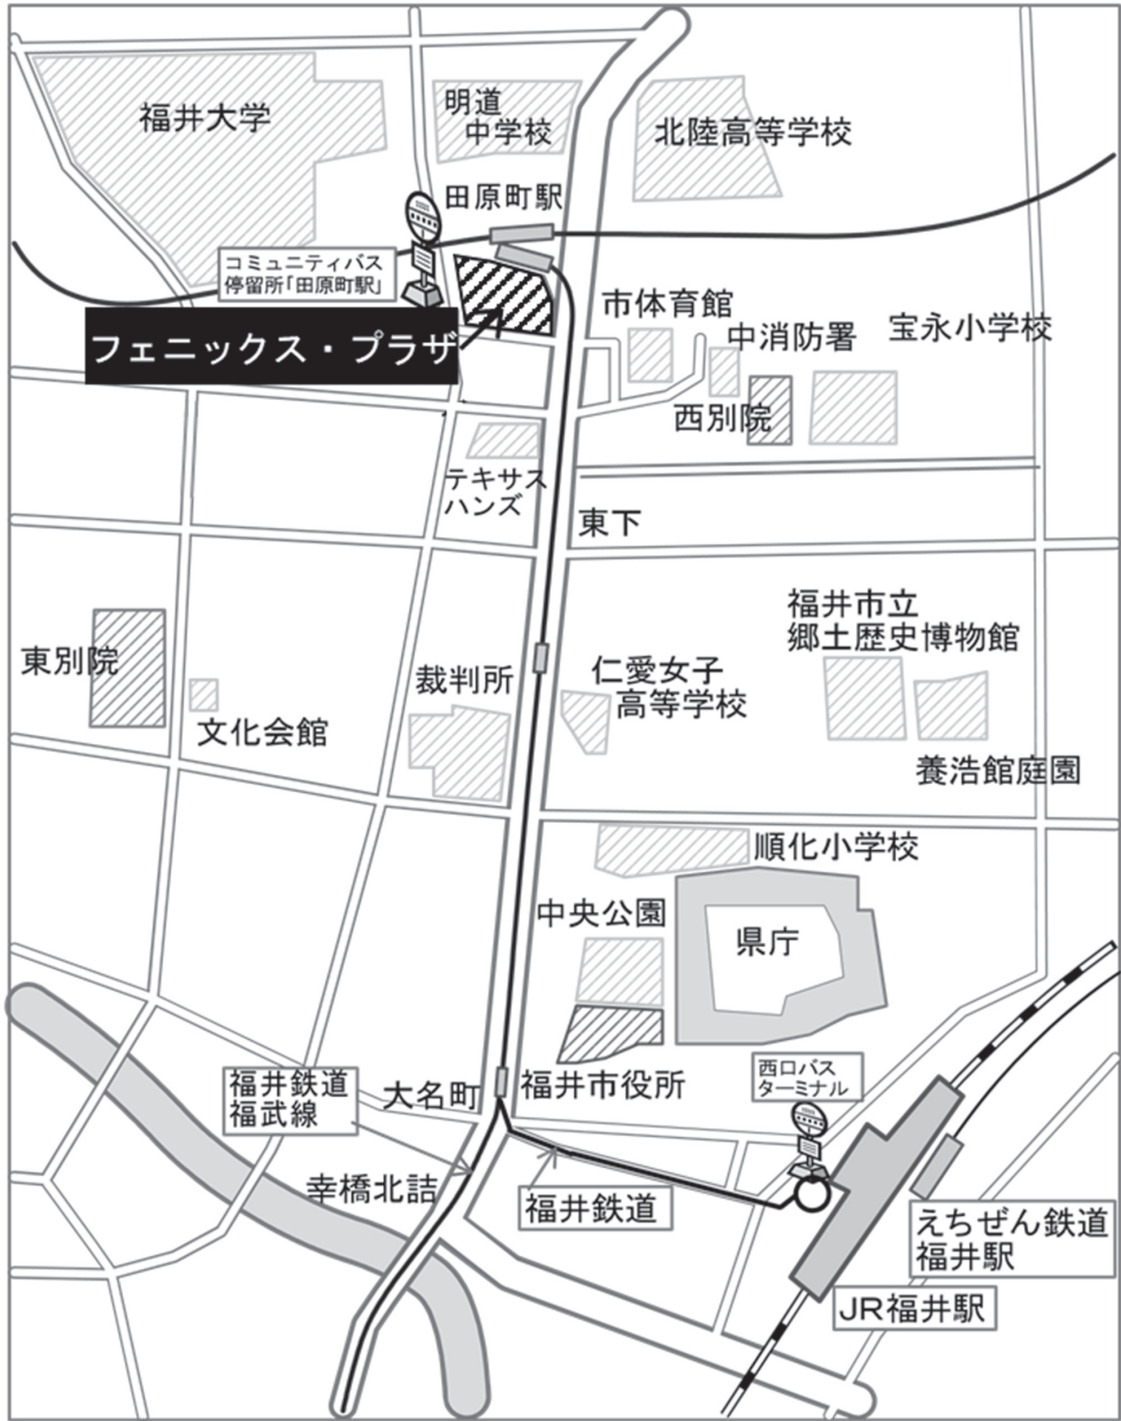 福井大学
明道
中学校
北陸高等学校
田原町駅
コミュニティバス
停留所「田原町駅」
フェニックス・プラザ
市体育館
中消防署
宝永小学校
西別院
テキサス
ハンズ
東下
福井市立
郷土歴史博物館
東別院
文化会館
裁判所
仁愛女子
高等学校
養浩館庭園
順化小学校
中央公園
県庁
福井鉄道
福武線
大名町
福井市役所
西口バス
ターミナル
幸橋北詰
福井鉄道
えちぜん鉄道
福井駅
JR福井駅